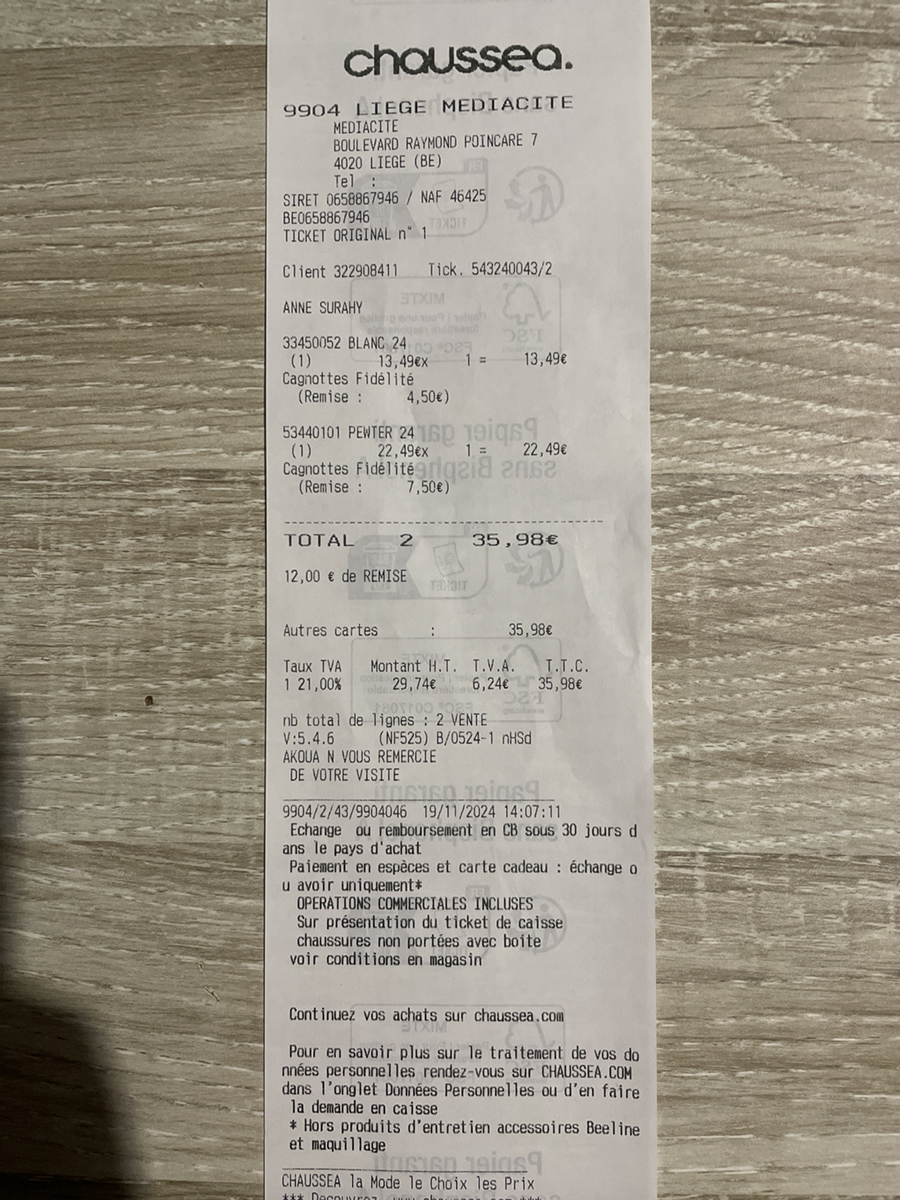 chaussea.
9904 LIEGE MEDIACITE
MEDIACITE
BOULEVARD RAYMOND POINCARE 7
4020 LIEGE (BE)
Tel :
SIRET 0658867946 / NAF 46425
BE0658867946
TICKET ORIGINAL n° 1
Client 322908411 Tick. 543240043/2
ANNE SURAHY
33450052 BLANC 24
(1) 13,49€x 1 = 13,49€
Cagnottes Fidélité
(Remise : 4,50€)
53440101 PEWTER 24
(1) 22,49€x 1 = 22,49€
Cagnottes Fidélité
(Remise : 7,50€)
TOTAL 2 35,98€
12,00 € de REMISE
Autres cartes : 35,98€
Taux TVA Montant H.T. T.V.A. T.T.C.
1 21,00% 29,74€ 6,24€ 35,98€
nb total de lignes : 2 VENTE
V:5.4.6 (NF525) B/0524-1 nHSd
AKOUA N VOUS REMERCIE
DE VOTRE VISITE
9904/2/43/9904046 19/11/2024 14:07:11
Echange ou remboursement en CB sous 30 jours d
ans le pays d'achat
Paiement en espèces et carte cadeau : échange o
u avoir uniquement*
OPERATIONS COMMERCIALES INCLUSES
Sur présentation du ticket de caisse
chaussures non portées avec boite
voir conditions en magasin
Continuez vos achats sur chaussea.com
Pour en savoir plus sur le traitement de vos do
nnées personnelles rendez-vous sur CHAUSSEA.COM
dans l'onglet Données Personnelles ou d'en faire
la demande en caisse
* Hors produits d'entretien accessoires Beeline
et maquillage
CHAUSSEA la Mode le Choix les Prix